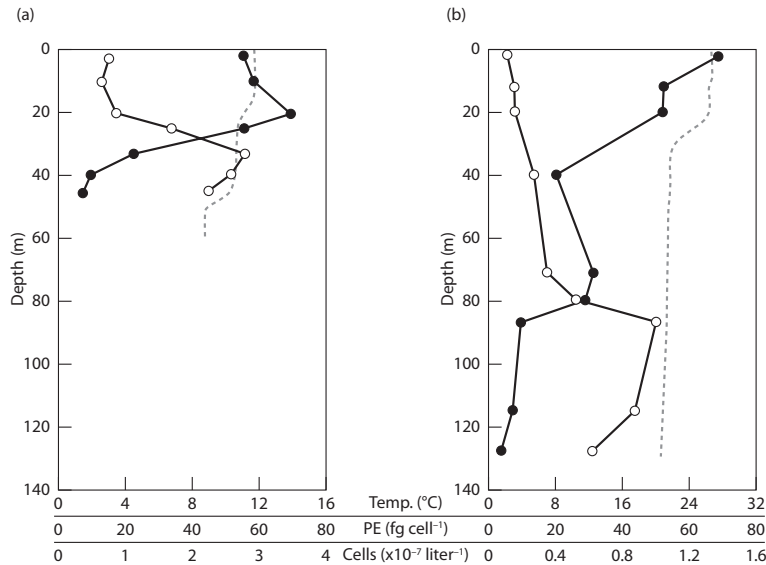 (a)
(b)
0
20
40
60
80
100
120
140
Depth (m)
0
20
40
60
80
100
120
140
Depth (m)
0 4 8 12 16 Temp. (°C) 0 8 16 24 32
0 20 40 60 80 PE (fg cell⁻¹) 0 20 40 60 80
0 1 2 3 4 Cells (x10⁻⁷ liter⁻¹) 0 0.4 0.8 1.2 1.6